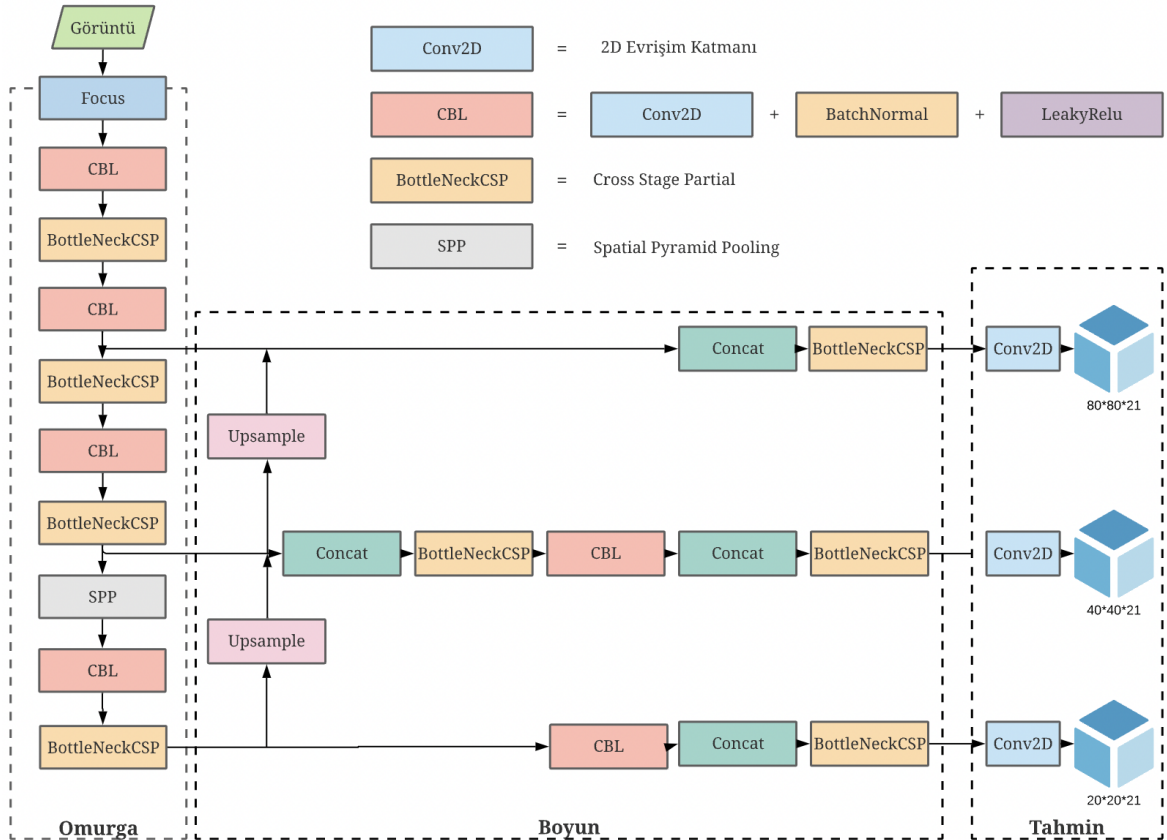 Görüntü
Focus
CBL
BottleNeckCSP
CBL
BottleNeckCSP
CBL
BottleNeckCSP
SPP
CBL
BottleNeckCSP
Omurga
Conv2D = 2D Evrişim Katmanı
CBL = Conv2D + BatchNormal + LeakyRelu
BottleNeckCSP = Cross Stage Partial
SPP = Spatial Pyramid Pooling
Concat BottleNeckCSP
Upsample
Concat BottleNeckCSP CBL Concat BottleNeckCSP
Upsample
CBL Concat BottleNeckCSP
Boyun
Conv2D
80*80*21
Conv2D
40*40*21
Conv2D
20*20*21
Tahmin